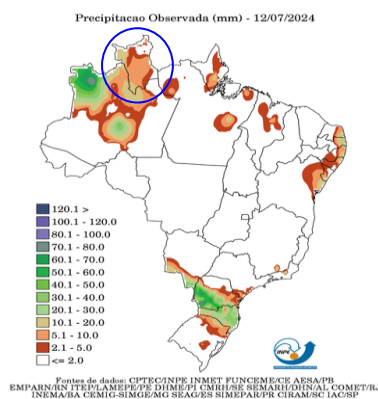 Precipitacao Observada (mm) - 12/07/2024
120.1 >
100.1 - 120.0
80.1 - 100.0
70.1 - 80.0
60.1 - 70.0
50.1 - 60.0
40.1 - 50.0
30.1 - 40.0
20.1 - 30.0
10.1 - 20.0
5.1 - 10.0
2.1 - 5.0
<= 2.0
INPE
Fontes de dados: CPTEC/INPE INMET FUNCEME/CE AESA/PB
EMPARN/RN ITEP/LAMEPE/PE DHME/PI CMRH/SE SEMARH/DHN/AL COMET/R
INEMA/BA CEMIG-SIMGE/MG SEAG/ES SIMEPAR/PR CIRAM/SC IAC/SP